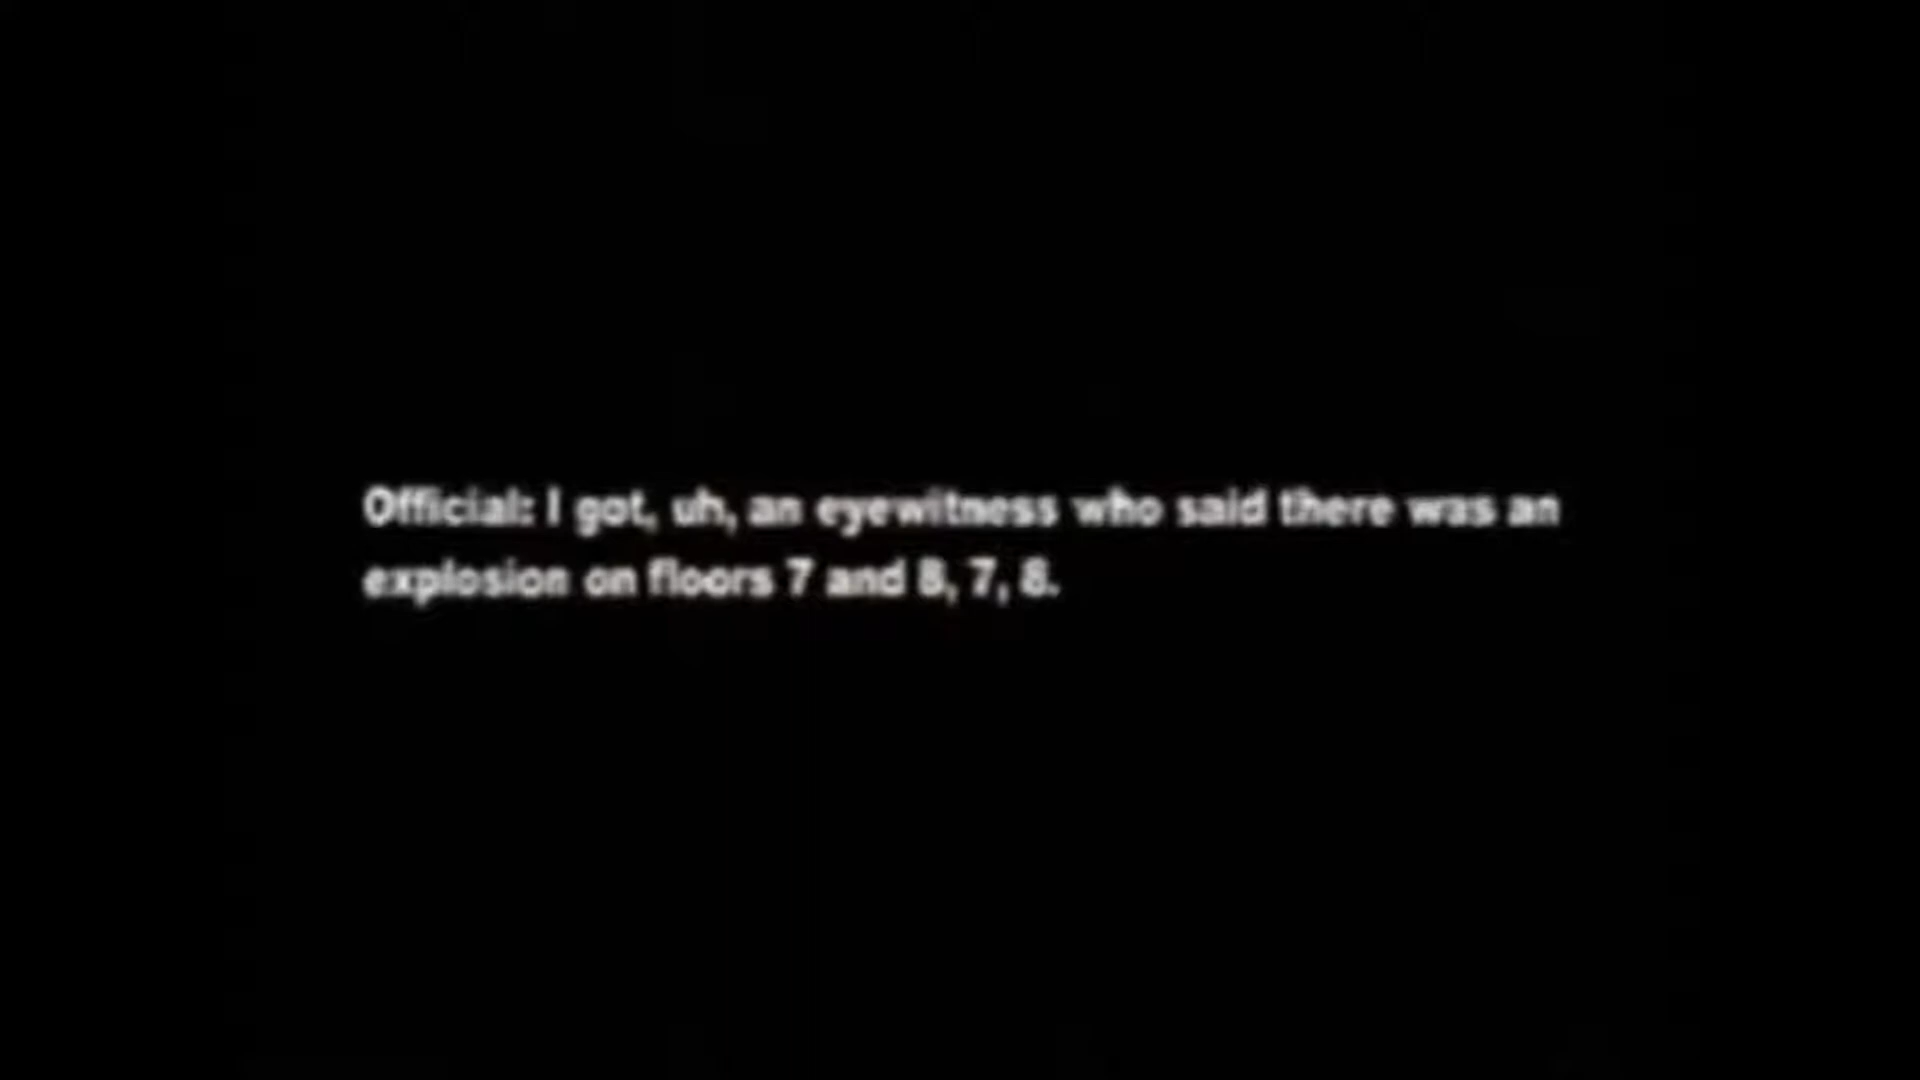 Official: I got, uh, an eyewitness who said there was an
explosion on floors 7 and 8, 7, 8.